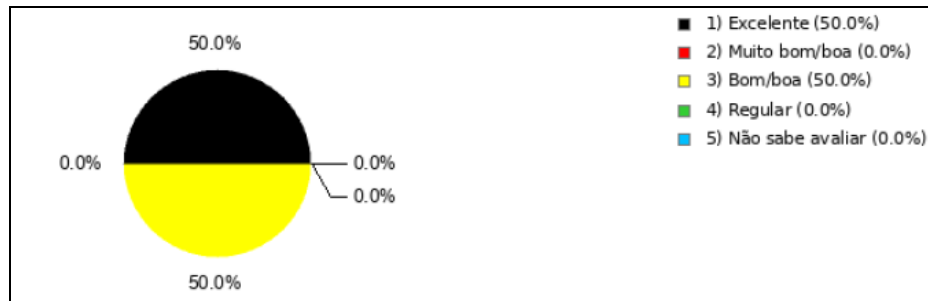 50.0%
0.0%
0.0%
0.0%
50.0%
1) Excelente (50.0%)
2) Muito bom/boa (0.0%)
3) Bom/boa (50.0%)
4) Regular (0.0%)
5) Não sabe avaliar (0.0%)